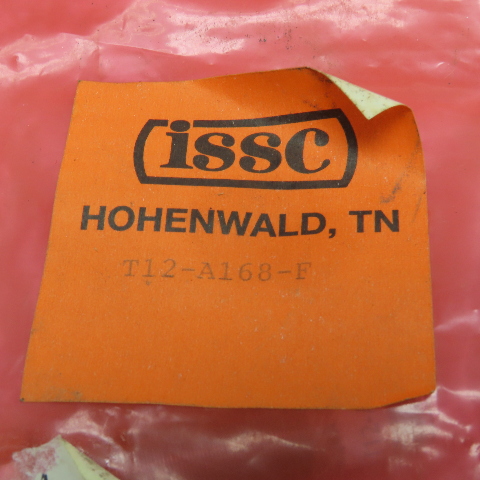 issc
HOHENWALD, TN
T12-A168-F